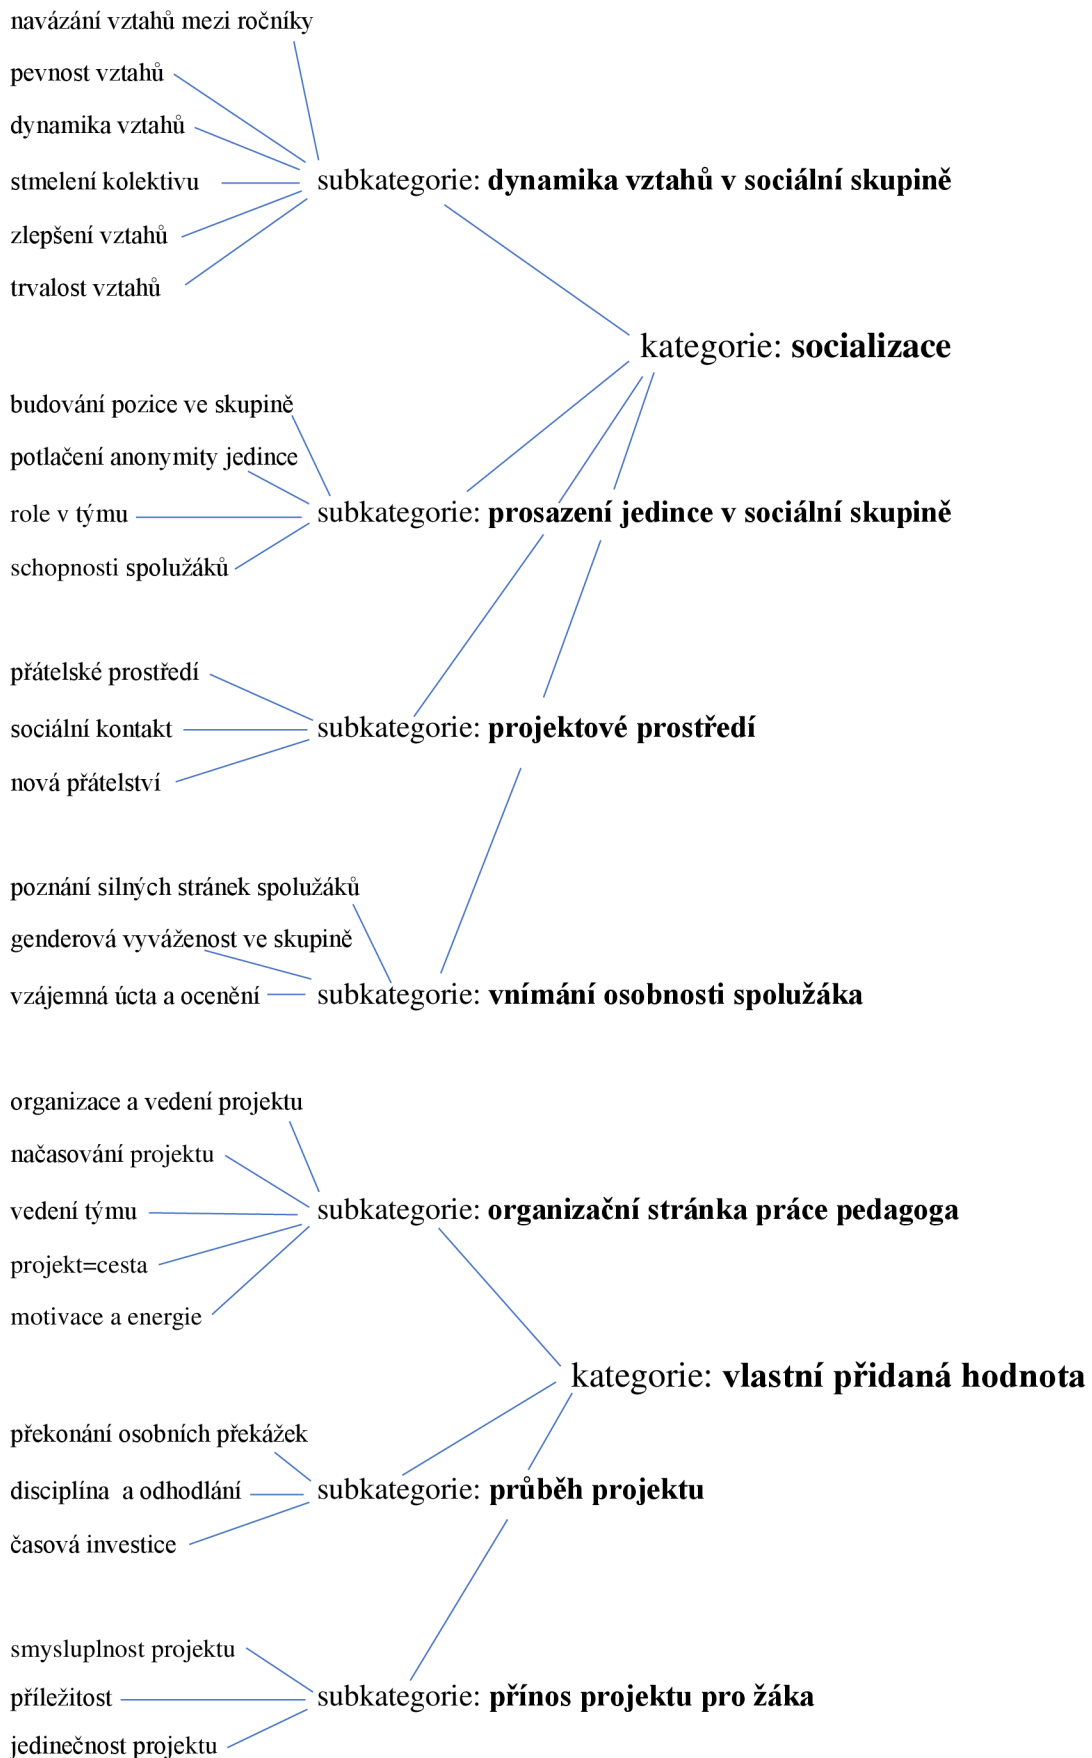 navázání vztahů mezi ročníky
pevnost vztahů
dynamika vztahů
stmelení kolektivu
subkategorie: dynamika vztahů v sociální skupině
zlepšení vztahů
trvalost vztahů
kategorie: socializace
budování pozice ve skupině
potlačení anonymity jedince
role v týmu
subkategorie: prosazení jedince v sociální skupině
schopnosti spolužáků
přátelské prostředí
sociální kontakt
subkategorie: projektové prostředí
nová přátelství
poznání silných stránek spolužáků
genderová vyváženost ve skupině
vzájemná úcta a ocenění
subkategorie: vnímání osobnosti spolužáka
organizace a vedení projektu
načasování projektu
vedení týmu
subkategorie: organizační stránka práce pedagoga
projekt=cesta
motivace a energie
kategorie: vlastní přidaná hodnota
překonání osobních překážek
disciplína  a odhodlání
subkategorie: průběh projektu
časová investice
smysluplnost projektu
příležitost
subkategorie: přínos projektu pro žáka
jedinečnost projektu